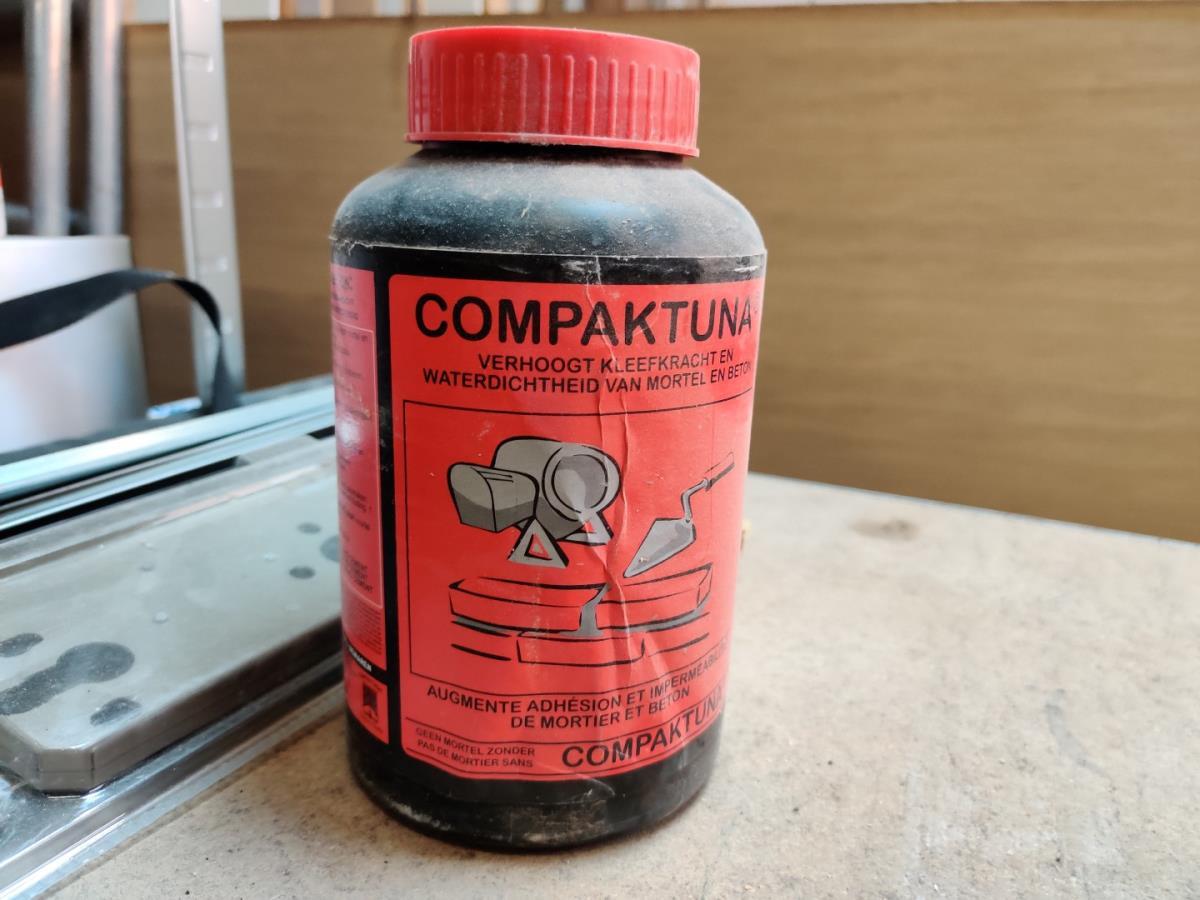 COMPAKTUNA
VERHOOGT KLEEFKRACHT EN
WATERDICHTHEID VAN MORTEL EN BETON
AUGMENTE ADHÉSION ET IMPERMÉABILITÉ
DE MORTIER ET BETON
GEEN MORTEL ZONDER
PAS DE MORTIER SANS
COMPAKTUNA